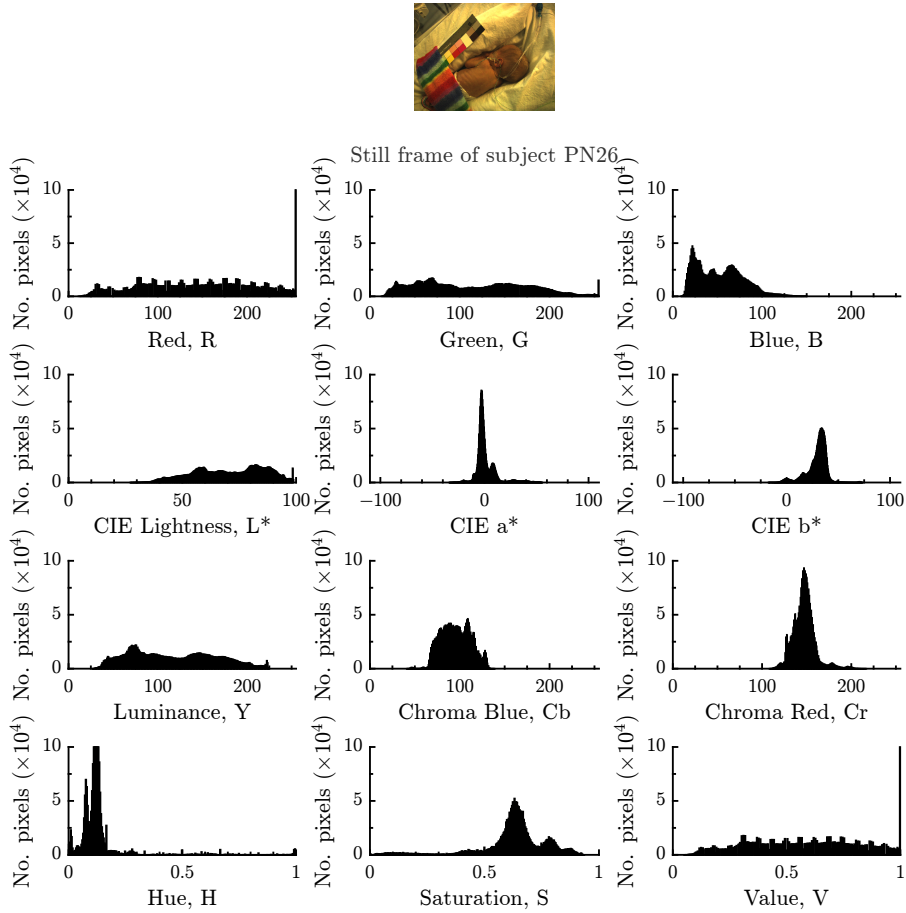 Still frame of subject PN26
No. pixels (×10⁴)
10
5
0
0 100 200
Red, R
No. pixels (×10⁴)
10
5
0
0 100 200
Green, G
No. pixels (×10⁴)
10
5
0
0 100 200
Blue, B
No. pixels (×10⁴)
10
5
0
0 50 100
CIE Lightness, L*
No. pixels (×10⁴)
10
5
0
−100 0 100
CIE a*
No. pixels (×10⁴)
10
5
0
−100 0 100
CIE b*
No. pixels (×10⁴)
10
5
0
0 100 200
Luminance, Y
No. pixels (×10⁴)
10
5
0
0 100 200
Chroma Blue, Cb
No. pixels (×10⁴)
10
5
0
0 100 200
Chroma Red, Cr
No. pixels (×10⁴)
10
5
0
0 0.5 1
Hue, H
No. pixels (×10⁴)
10
5
0
0 0.5 1
Saturation, S
No. pixels (×10⁴)
10
5
0
0 0.5 1
Value, V